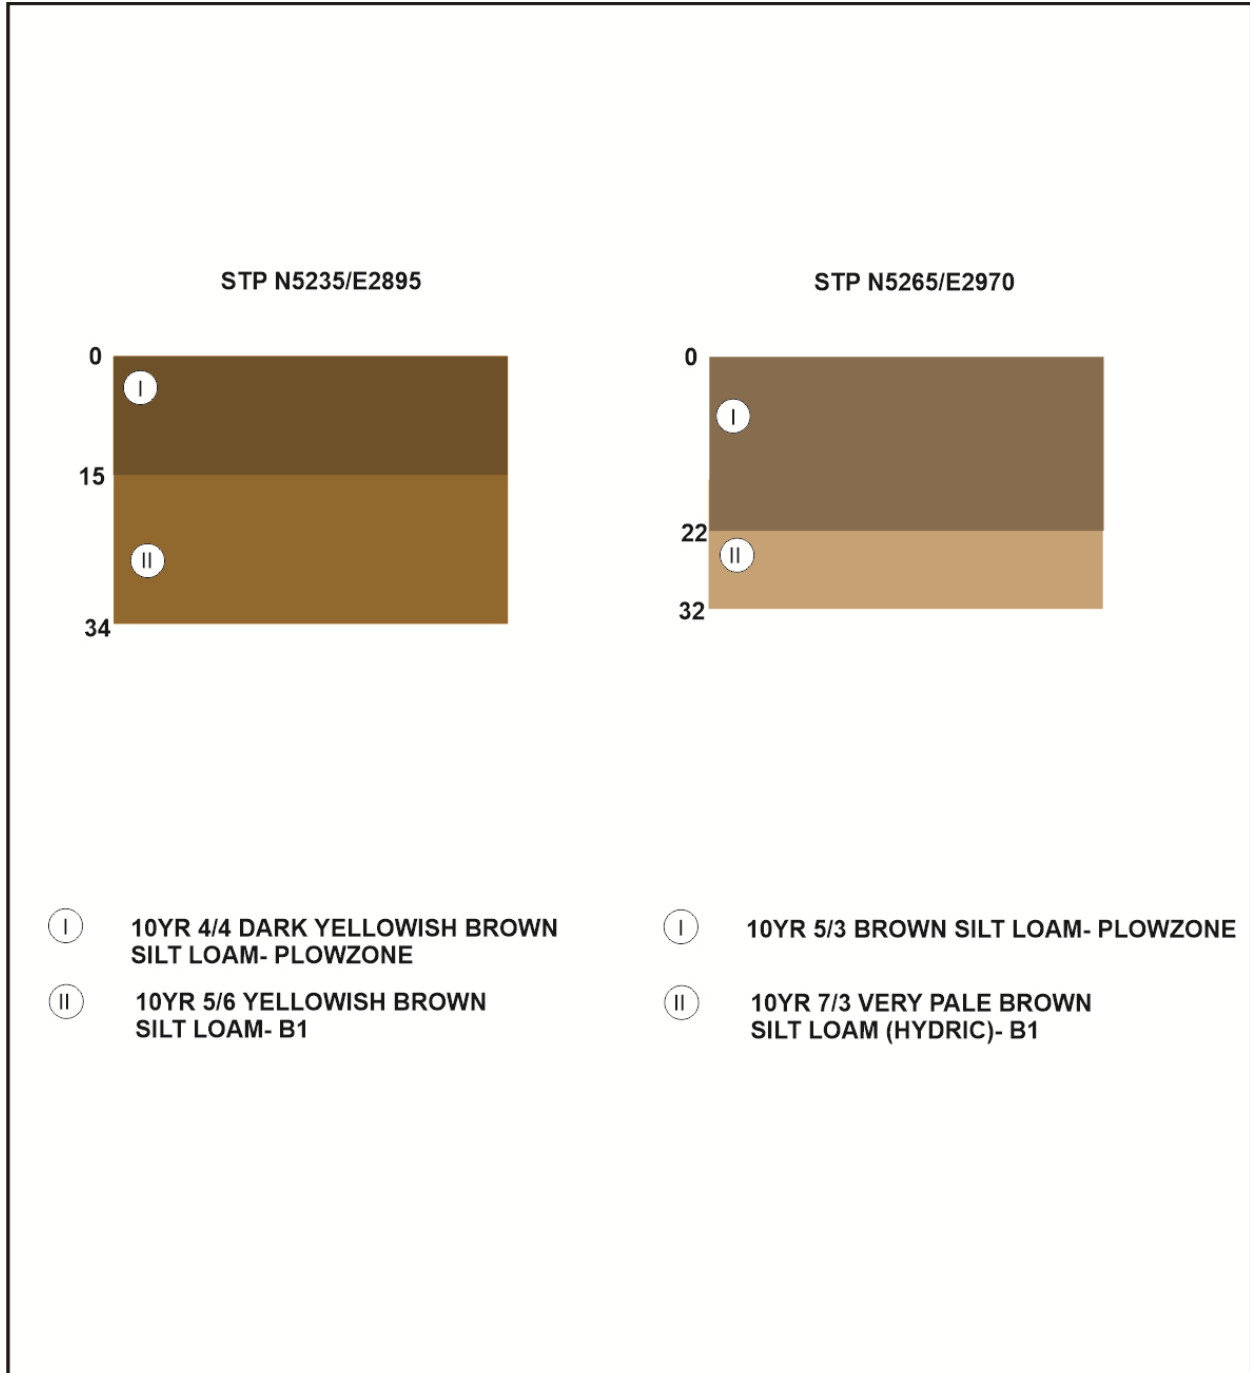 STP N5235/E2895
0
I
15
II
34
STP N5265/E2970
0
I
22
II
32
I
10YR 4/4 DARK YELLOWISH BROWN
SILT LOAM- PLOWZONE
II
10YR 5/6 YELLOWISH BROWN
SILT LOAM- B1
I
10YR 5/3 BROWN SILT LOAM- PLOWZONE
II
10YR 7/3 VERY PALE BROWN
SILT LOAM (HYDRIC)- B1